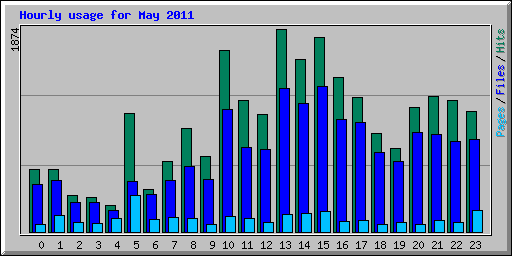 Hourly usage for May 2011
1874
Pages/Files/Hits
0 1 2 3 4 5 6 7 8 9 10 11 12 13 14 15 16 17 18 19 20 21 22 23